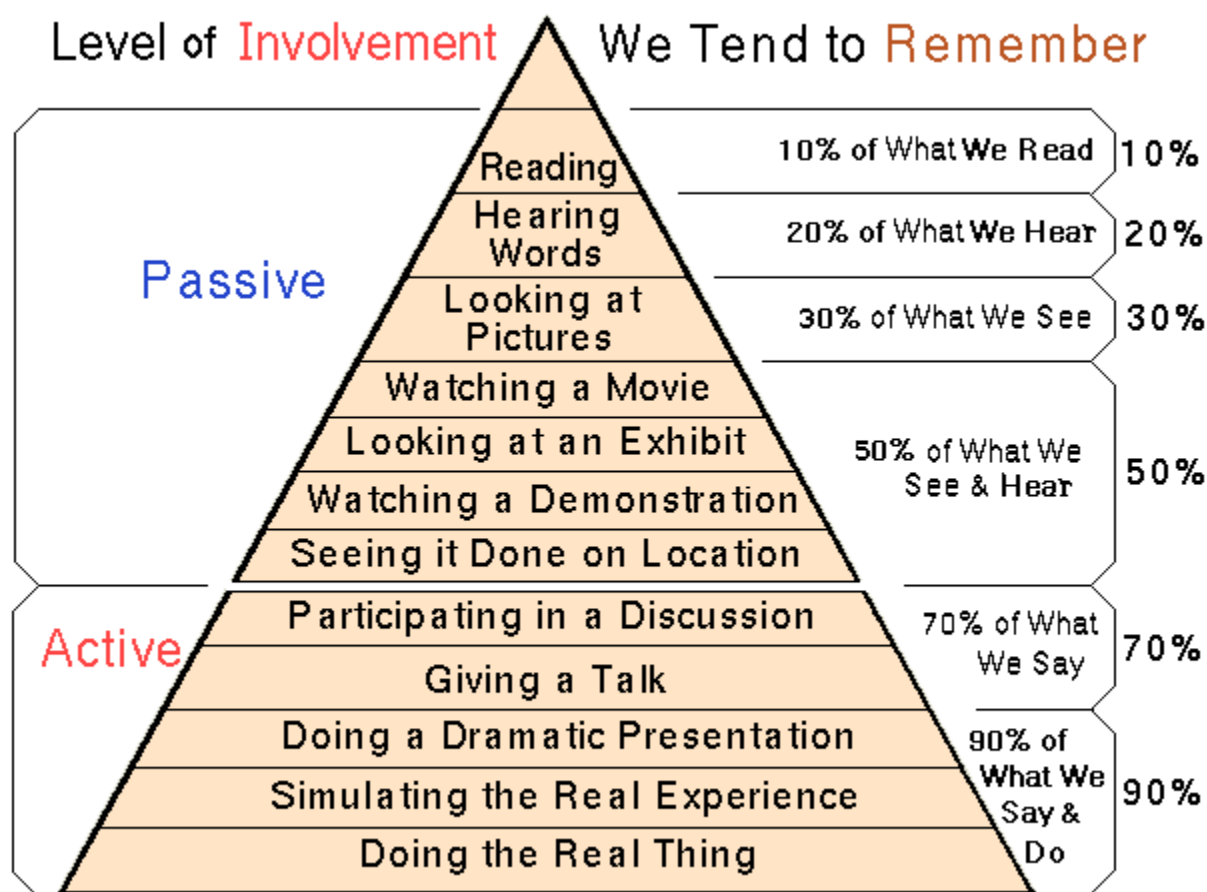 Level of Involvement We Tend to Remember
Reading
10% of What We Read
10%
Hearing
Words
20% of What We Hear
20%
Passive
Looking at
Pictures
30% of What We See
30%
Watching a Movie
Looking at an Exhibit
Watching a Demonstration
Seeing it Done on Location
50% of What We
See & Hear
50%
Active
Participating in a Discussion
Giving a Talk
70% of What
We Say
70%
Doing a Dramatic Presentation
Simulating the Real Experience
Doing the Real Thing
90% of
What We
Say &
Do
90%